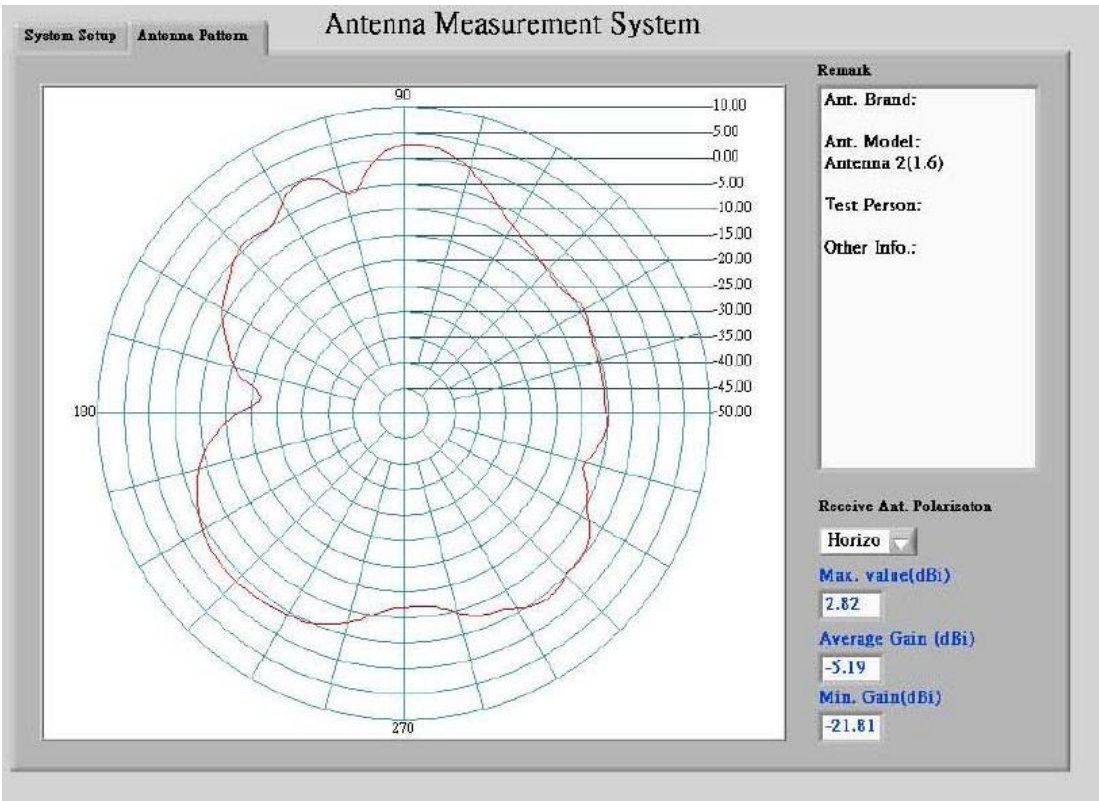 Antenna Measurement System
System Setup
Antenna Pattern
90
10.00
5.00
0.00
-5.00
-10.00
-15.00
-20.00
-25.00
-30.00
-35.00
-40.00
-45.00
-50.00
180
270
Remark
Ant. Brand:
Ant. Model:
Antenna 2(1.6)
Test Person:
Other Info.:
Receive Ant. Polarizaton
Horizo
Max. value(dBi)
2.82
Average Gain (dBi)
-5.19
Min. Gain(dBi)
-21.81